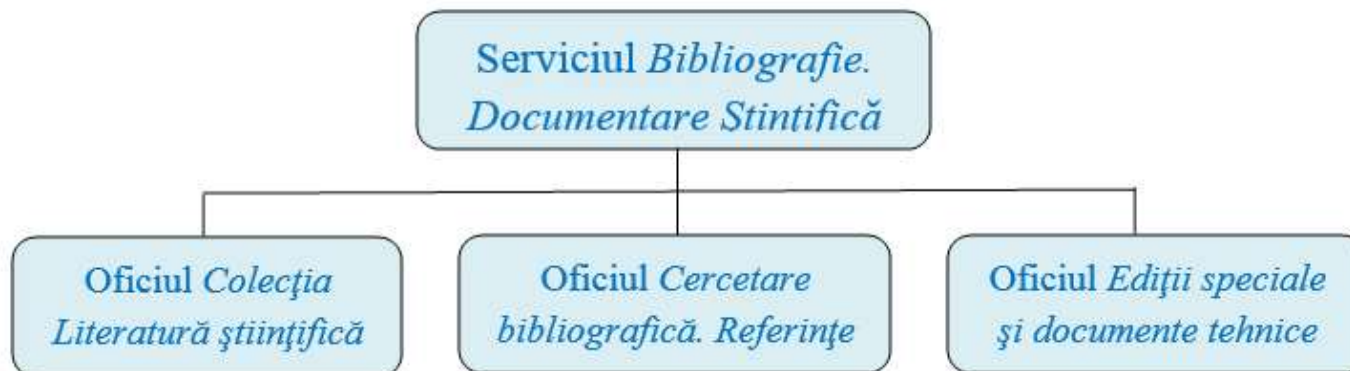 Serviciul Bibliografie.
Documentare Stintifică
Oficiul Colecţia
Literatură ştiinţifică
Oficiul Cercetare
bibliografică. Referinţe
Oficiul Ediţii speciale
şi documente tehnice